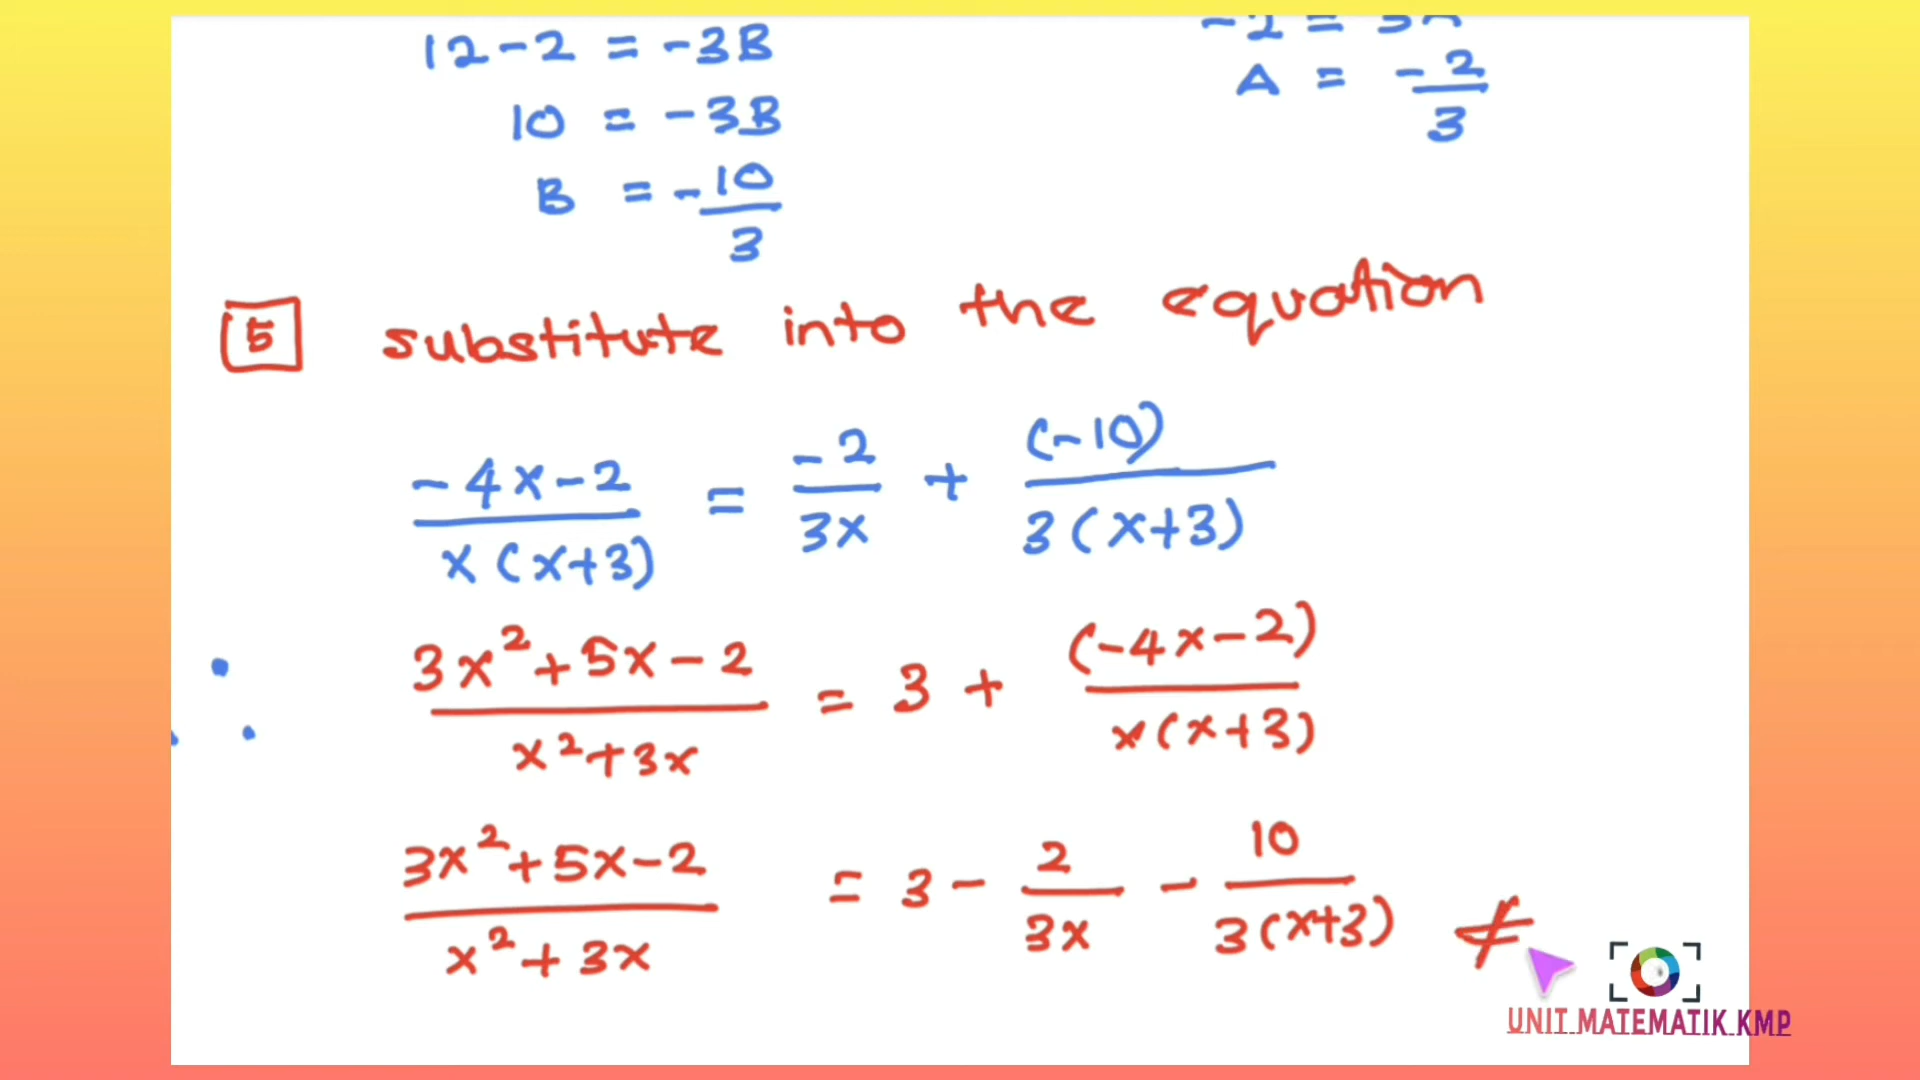 12 - 2 = -3B
10 = -3B
B = -10/3
-2 = 3A
A = -2/3
5 substitute into the equation
(-4x - 2)/(x(x+3)) = -2/(3x) + (-10)/(3(x+3))
∴ (3x² + 5x - 2)/(x² + 3x) = 3 + (-4x - 2)/(x(x+3))
(3x² + 5x - 2)/(x² + 3x) = 3 - 2/(3x) - 10/(3(x+3)) #
UNIT.MATEMATIK.KMP